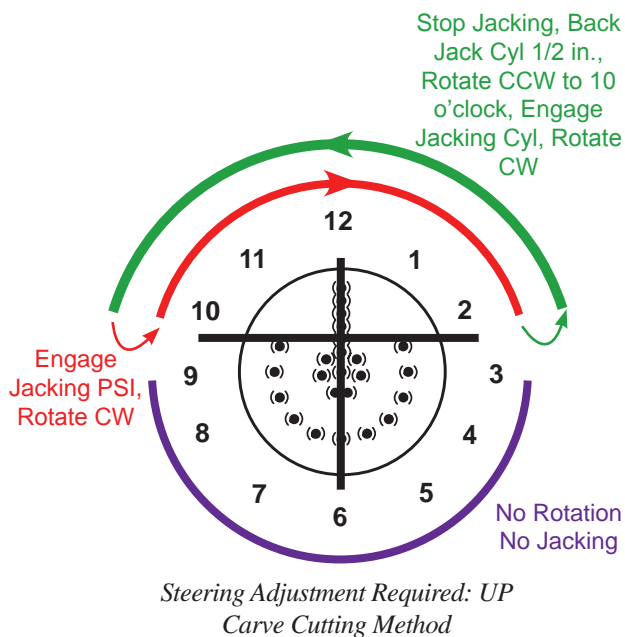 Stop Jacking, Back
Jack Cyl 1/2 in.,
Rotate CCW to 10
o'clock, Engage
Jacking Cyl, Rotate
CW
12
11
1
10
2
9
3
8
4
7
5
6
Engage
Jacking PSI,
Rotate CW
No Rotation
No Jacking
Steering Adjustment Required: UP
Carve Cutting Method